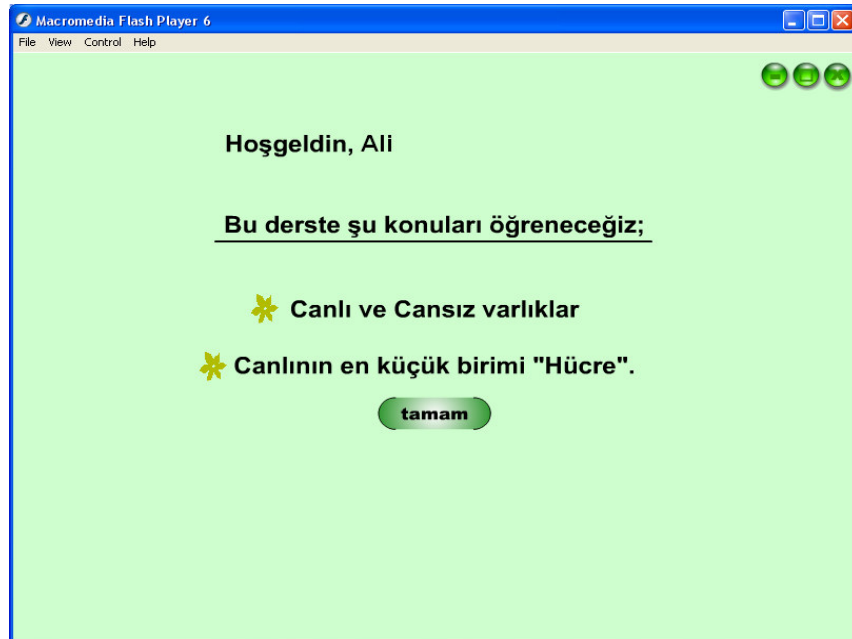 Macromedia Flash Player 6
File View Control Help
Hoşgeldin, Ali
Bu derste şu konuları öğreneceğiz;
Canlı ve Cansız varlıklar
Canlının en küçük birimi "Hücre".
tamam